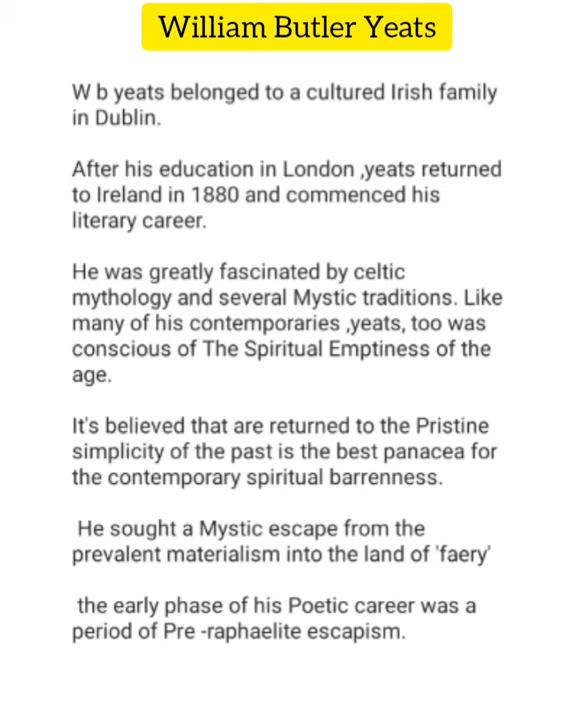 William Butler Yeats
W b yeats belonged to a cultured Irish family
in Dublin.
After his education in London ,yeats returned
to Ireland in 1880 and commenced his
literary career.
He was greatly fascinated by celtic
mythology and several Mystic traditions. Like
many of his contemporaries ,yeats, too was
conscious of The Spiritual Emptiness of the
age.
It's believed that are returned to the Pristine
simplicity of the past is the best panacea for
the contemporary spiritual barrenness.
He sought a Mystic escape from the
prevalent materialism into the land of 'faery'
the early phase of his Poetic career was a
period of Pre -raphaelite escapism.